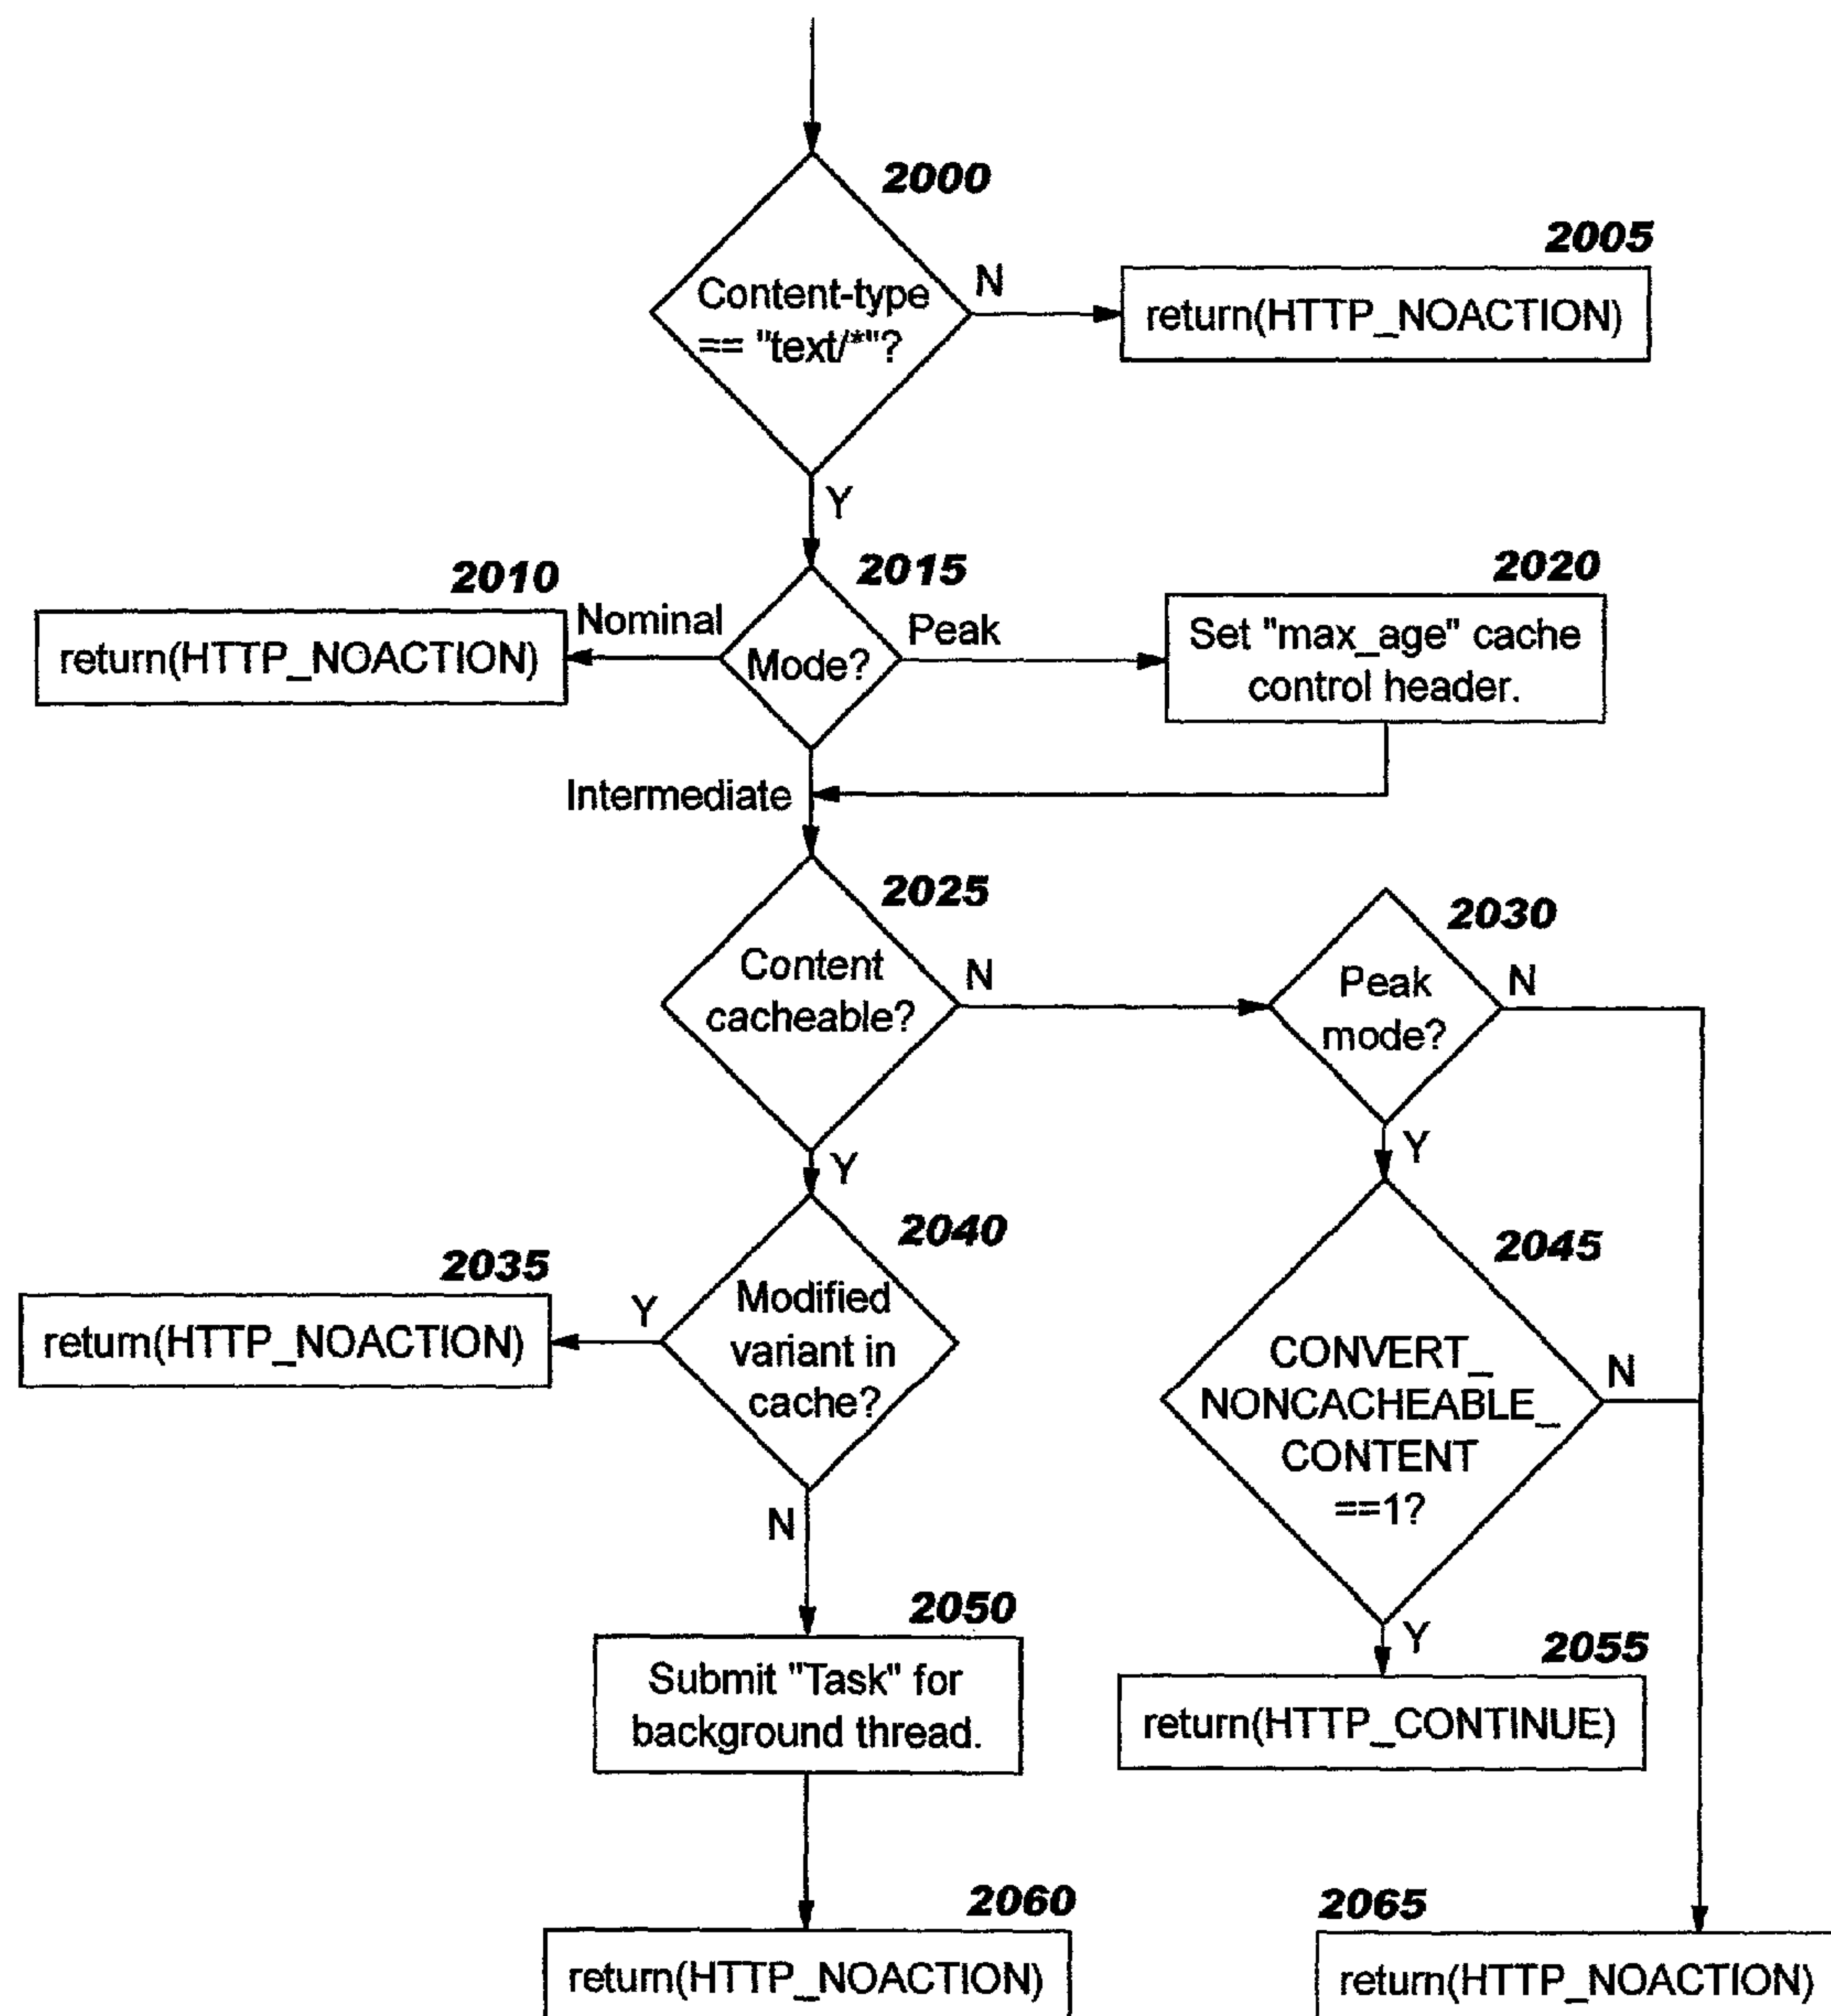 2000
Content-type
== "text/*"?
N
2005
return(HTTP_NOACTION)
Y
2010
return(HTTP_NOACTION)
Nominal
2015
Mode?
Peak
2020
Set "max_age" cache
control header.
Intermediate
2025
Content
cacheable?
N
2030
Peak
mode?
N
Y
Y
2035
return(HTTP_NOACTION)
Y
2040
Modified
variant in
cache?
2045
CONVERT_
NONCACHEABLE_
CONTENT
==1?
N
N
2050
Submit "Task" for
background thread.
Y
2055
return(HTTP_CONTINUE)
2060
return(HTTP_NOACTION)
2065
return(HTTP_NOACTION)